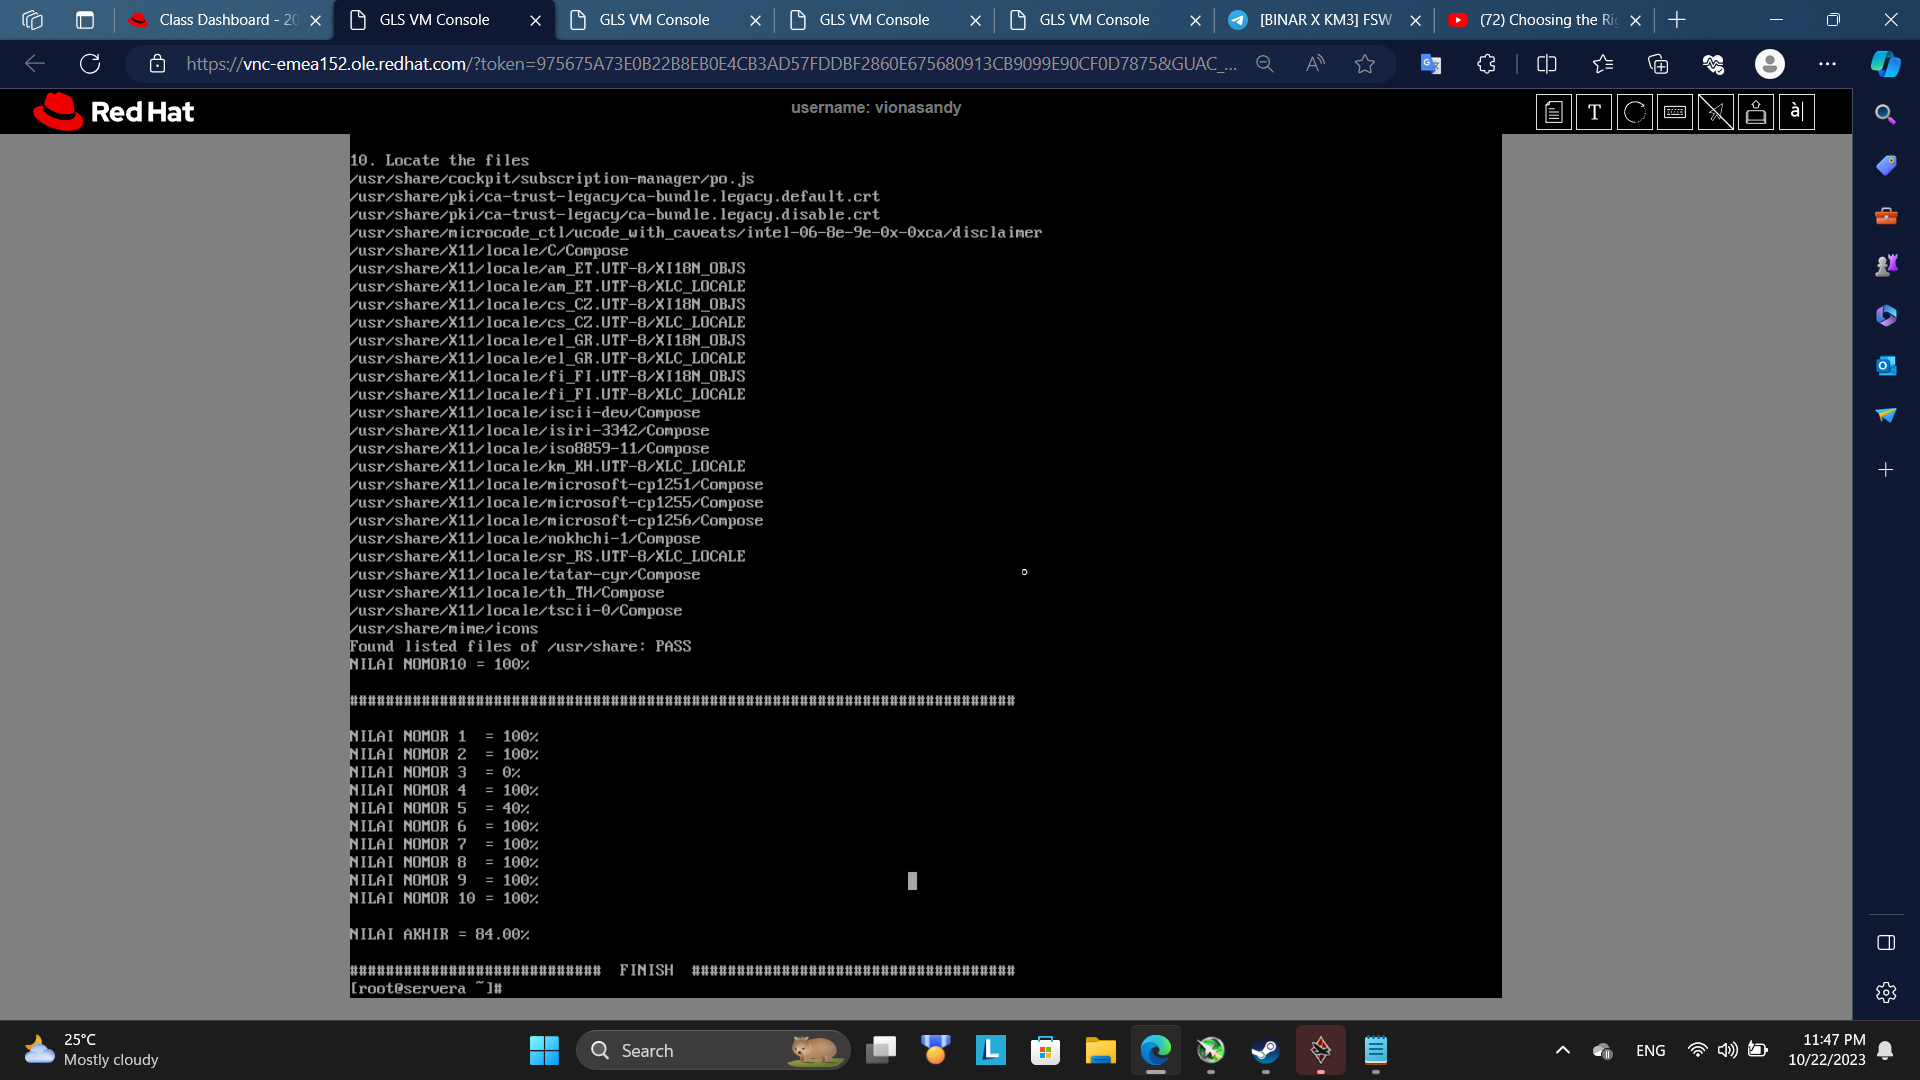 Class Dashboard - 20
GLS VM Console
GLS VM Console
GLS VM Console
GLS VM Console
[BINAR X KM3] FSW
(72) Choosing the Ri
https://vnc-emea152.ole.redhat.com/?token=975675A73E0B22B8EB0E4CB3AD57FDDBF2860E675680913CB9099E90CF0D7875&GUAC_...
Red Hat
username: vionasandy
10. Locate the files
/usr/share/cockpit/subscription-manager/po.js
/usr/share/pki/ca-trust-legacy/ca-bundle.legacy.default.crt
/usr/share/pki/ca-trust-legacy/ca-bundle.legacy.disable.crt
/usr/share/microcode_ctl/ucode_with_caveats/intel-06-8e-9e-0x-0xca/disclaimer
/usr/share/X11/locale/C/Compose
/usr/share/X11/locale/am_ET.UTF-8/XI18N_OBJS
/usr/share/X11/locale/am_ET.UTF-8/XLC_LOCALE
/usr/share/X11/locale/cs_CZ.UTF-8/XI18N_OBJS
/usr/share/X11/locale/cs_CZ.UTF-8/XLC_LOCALE
/usr/share/X11/locale/el_GR.UTF-8/XI18N_OBJS
/usr/share/X11/locale/el_GR.UTF-8/XLC_LOCALE
/usr/share/X11/locale/fi_FI.UTF-8/XI18N_OBJS
/usr/share/X11/locale/fi_FI.UTF-8/XLC_LOCALE
/usr/share/X11/locale/iscii-dev/Compose
/usr/share/X11/locale/isiri-3342/Compose
/usr/share/X11/locale/iso8859-11/Compose
/usr/share/X11/locale/km_KH.UTF-8/XLC_LOCALE
/usr/share/X11/locale/microsoft-cp1251/Compose
/usr/share/X11/locale/microsoft-cp1255/Compose
/usr/share/X11/locale/microsoft-cp1256/Compose
/usr/share/X11/locale/nokhchi-1/Compose
/usr/share/X11/locale/sr_RS.UTF-8/XLC_LOCALE
/usr/share/X11/locale/tatar-cyr/Compose
/usr/share/X11/locale/th_TH/Compose
/usr/share/X11/locale/tscii-0/Compose
/usr/share/mime/icons
Found listed files of /usr/share: PASS
NILAI NOMOR10 = 100%
##########################################################################
NILAI NOMOR 1  = 100%
NILAI NOMOR 2  = 100%
NILAI NOMOR 3  = 0%
NILAI NOMOR 4  = 100%
NILAI NOMOR 5  = 40%
NILAI NOMOR 6  = 100%
NILAI NOMOR 7  = 100%
NILAI NOMOR 8  = 100%
NILAI NOMOR 9  = 100%
NILAI NOMOR 10 = 100%
NILAI AKHIR = 84.00%
############################  FINISH  ####################################
[root@servera ~]#
25°C
Mostly cloudy
Search
ENG
11:47 PM
10/22/2023